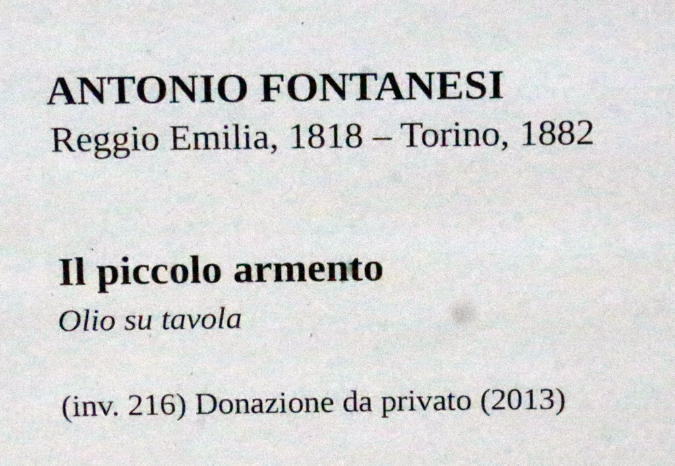 ANTONIO FONTANESI
Reggio Emilia, 1818 – Torino, 1882
Il piccolo armento
Olio su tavola
(inv. 216) Donazione da privato (2013)